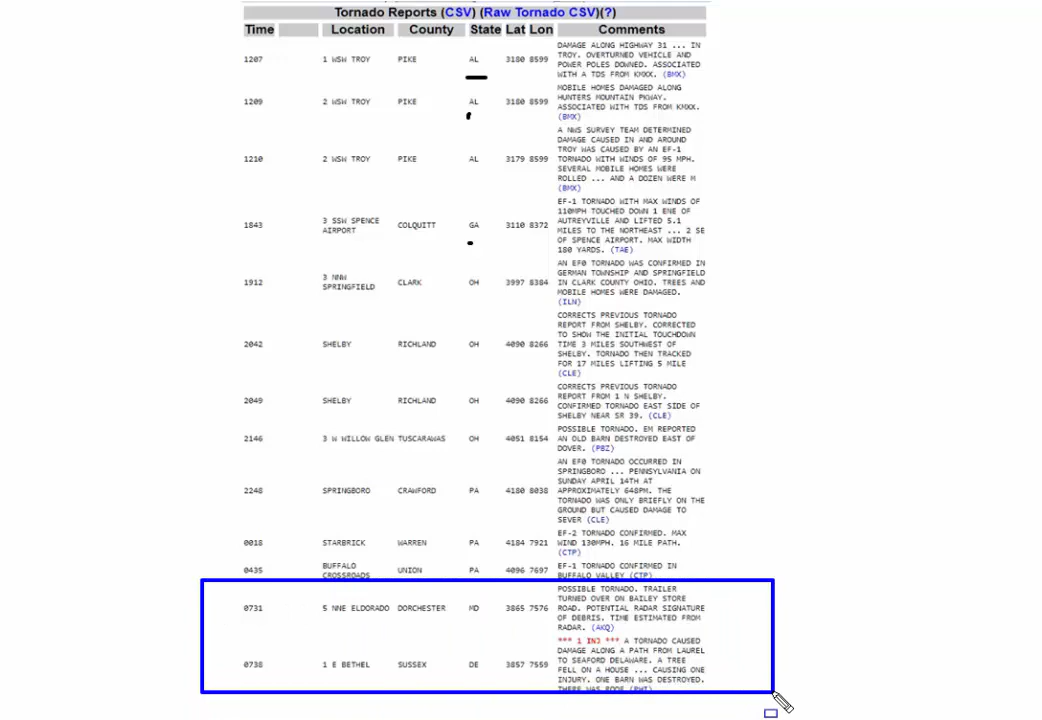 Tornado Reports (CSV) (Raw Tornado CSV)(?)
Time Location County State Lat Lon Comments
1207 1 WSW TROY PIKE AL 3180 8599 DAMAGE ALONG HIGHWAY 31 ... IN
TROY. OVERTURNED VEHICLE AND
POWER POLES DOWNED. ASSOCIATED
WITH A TDS FROM KMXX. (BMX)
1209 2 WSW TROY PIKE AL 3180 8599 MOBILE HOMES DAMAGED ALONG
HUNTERS MOUNTAIN PKWAY.
ASSOCIATED WITH TDS FROM KMXX.
(BMX)
1210 2 WSW TROY PIKE AL 3179 8599 A NWS SURVEY TEAM DETERMINED
DAMAGE CAUSED IN AND AROUND
TROY WAS CAUSED BY AN EF-1
TORNADO WITH WINDS OF 95 MPH.
SEVERAL MOBILE HOMES WERE
ROLLED ... AND A DOZEN WERE M
(BMX)
1843 3 SSW SPENCE AIRPORT COLQUITT GA 3110 8372 EF-1 TORNADO WITH MAX WINDS OF
110MPH TOUCHED DOWN 1 ENE OF
AUTREYVILLE AND LIFTED 5.1
MILES TO THE NORTHEAST ... 2 SE
OF SPENCE AIRPORT. MAX WIDTH
180 YARDS. (TAE)
1912 3 NNW SPRINGFIELD CLARK OH 3997 8384 AN EF0 TORNADO WAS CONFIRMED IN
GERMAN TOWNSHIP AND SPRINGFIELD
IN CLARK COUNTY OHIO. TREES AND
MOBILE HOMES WERE DAMAGED.
(ILN)
2042 SHELBY RICHLAND OH 4090 8266 CORRECTS PREVIOUS TORNADO
REPORT FROM SHELBY. CORRECTED
TO SHOW THE INITIAL TOUCHDOWN
TIME 3 MILES SOUTHWEST OF
SHELBY. TORNADO THEN TRACKED
FOR 17 MILES LIFTING 5 MILE
(CLE)
2049 SHELBY RICHLAND OH 4090 8266 CORRECTS PREVIOUS TORNADO
REPORT FROM 1 N SHELBY.
CONFIRMED TORNADO EAST SIDE OF
SHELBY NEAR SR 39. (CLE)
2146 3 W WILLOW GLEN TUSCARAWAS OH 4051 8154 POSSIBLE TORNADO. EM REPORTED
AN OLD BARN DESTROYED EAST OF
DOVER. (PBZ)
2248 SPRINGBORO CRAWFORD PA 4180 8038 AN EF0 TORNADO OCCURRED IN
SPRINGBORO ... PENNSYLVANIA ON
SUNDAY APRIL 14TH AT
APPROXIMATELY 648PM. THE
TORNADO WAS ONLY BRIEFLY ON THE
GROUND BUT CAUSED DAMAGE TO
SEVER (CLE)
0018 STARBRICK WARREN PA 4184 7921 EF-2 TORNADO CONFIRMED. MAX
WIND 130MPH. 16 MILE PATH.
(CTP)
0435 BUFFALO CROSSROADS UNION PA 4096 7697 EF-1 TORNADO CONFIRMED IN
BUFFALO VALLEY (CTP)
0731 5 NNE ELDORADO DORCHESTER MD 3865 7576 POSSIBLE TORNADO. TRAILER
TURNED OVER ON BAILEY STORE
ROAD. POTENTIAL RADAR SIGNATURE
OF DEBRIS. TIME ESTIMATED FROM
RADAR. (AKQ)
0738 1 E BETHEL SUSSEX DE 3857 7559 *** 1 INJ *** A TORNADO CAUSED
DAMAGE ALONG A PATH FROM LAUREL
TO SEAFORD DELAWARE. A TREE
FELL ON A HOUSE ... CAUSING ONE
INJURY. ONE BARN WAS DESTROYED.
THERE WAS ROOF (PHI)